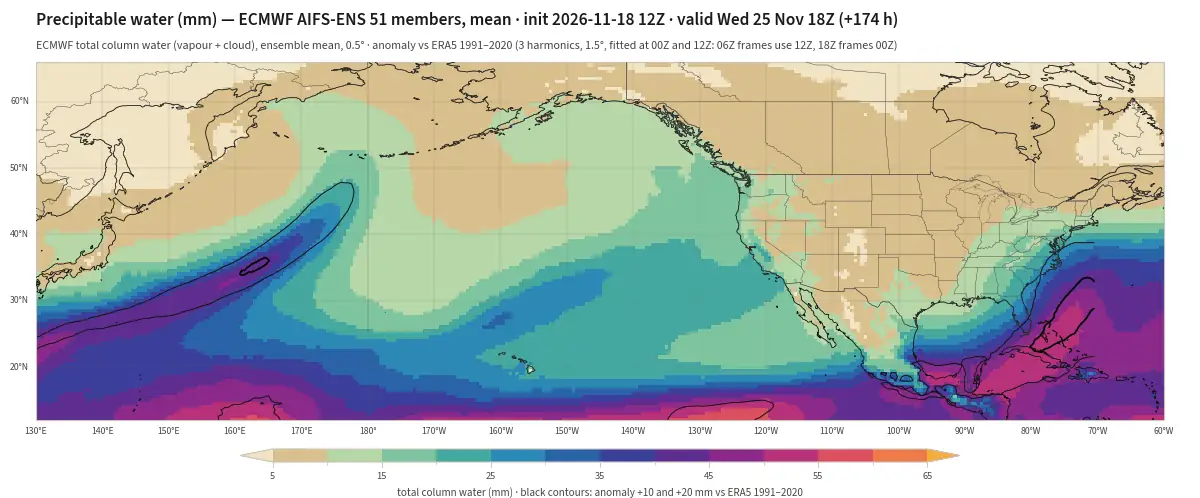 Precipitable water (mm) — ECMWF AIFS-ENS 51 members, mean · init 2026-11-18 12Z · valid Wed 25 Nov 18Z (+174 h)
ECMWF total column water (vapour + cloud), ensemble mean, 0.5° · anomaly vs ERA5 1991–2020 (3 harmonics, 1.5°, fitted at 00Z and 12Z: 06Z frames use 12Z, 18Z frames 00Z)
60°N
50°N
40°N
30°N
20°N
130°E 140°E 150°E 160°E 170°E 180° 170°W 160°W 150°W 140°W 130°W 120°W 110°W 100°W 90°W 80°W 70°W 60°W
5 15 25 35 45 55 65
total column water (mm) · black contours: anomaly +10 and +20 mm vs ERA5 1991–2020